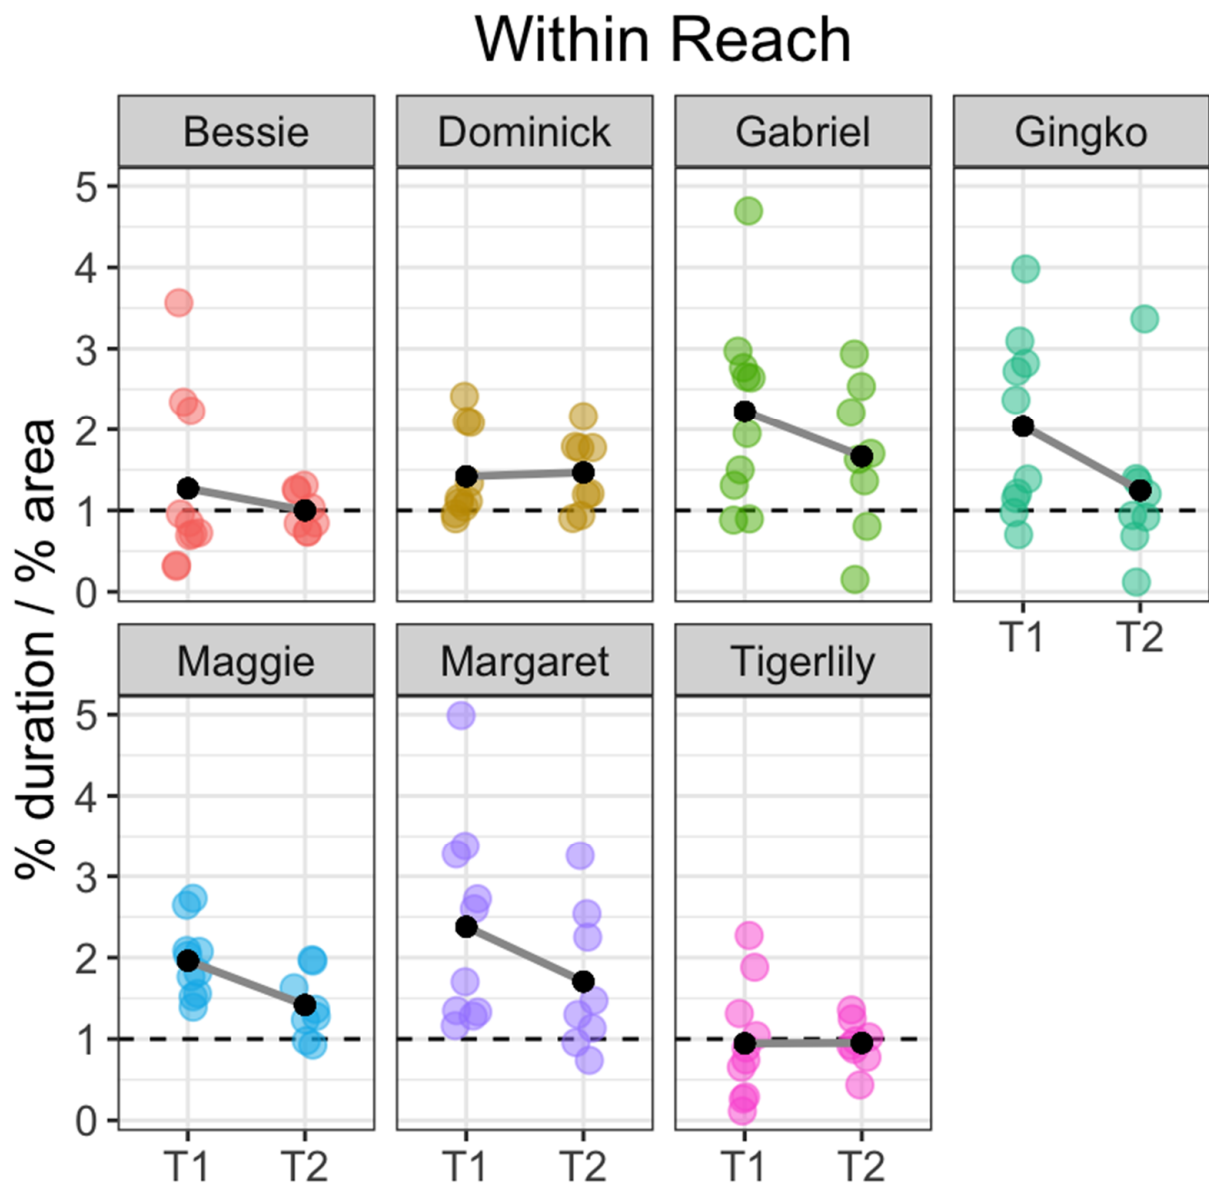 Within Reach
Bessie Dominick Gabriel Gingko
5
4
3
2
1
0
T1 T2
% duration / % area
Maggie Margaret Tigerlily
5
4
3
2
1
0
T1 T2 T1 T2 T1 T2